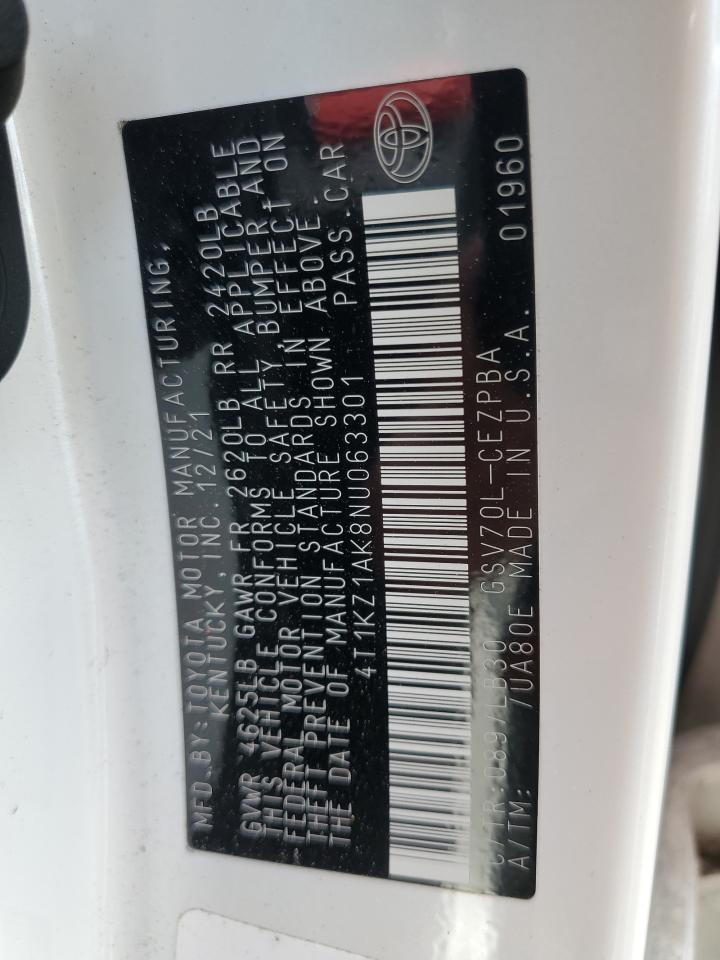 MFD.BY:TOYOTA MOTOR MANUFACTURING,
KENTUCKY, INC. 12/21
GVWR 4625LB GAWR FR 2620LB RR 2420LB
THIS VEHICLE CONFORMS TO ALL APPLICABLE
FEDERAL MOTOR VEHICLE SAFETY, BUMPER, AND
THEFT PREVENTION STANDARDS IN EFFECT ON
THE DATE OF MANUFACTURE SHOWN ABOVE.
4T1KZ1AK8NU063301 PASS.CAR
C/TR:089/LB30 GSV70L-CEZPBA
A/TM: /UA80E MADE IN U.S.A. 01960